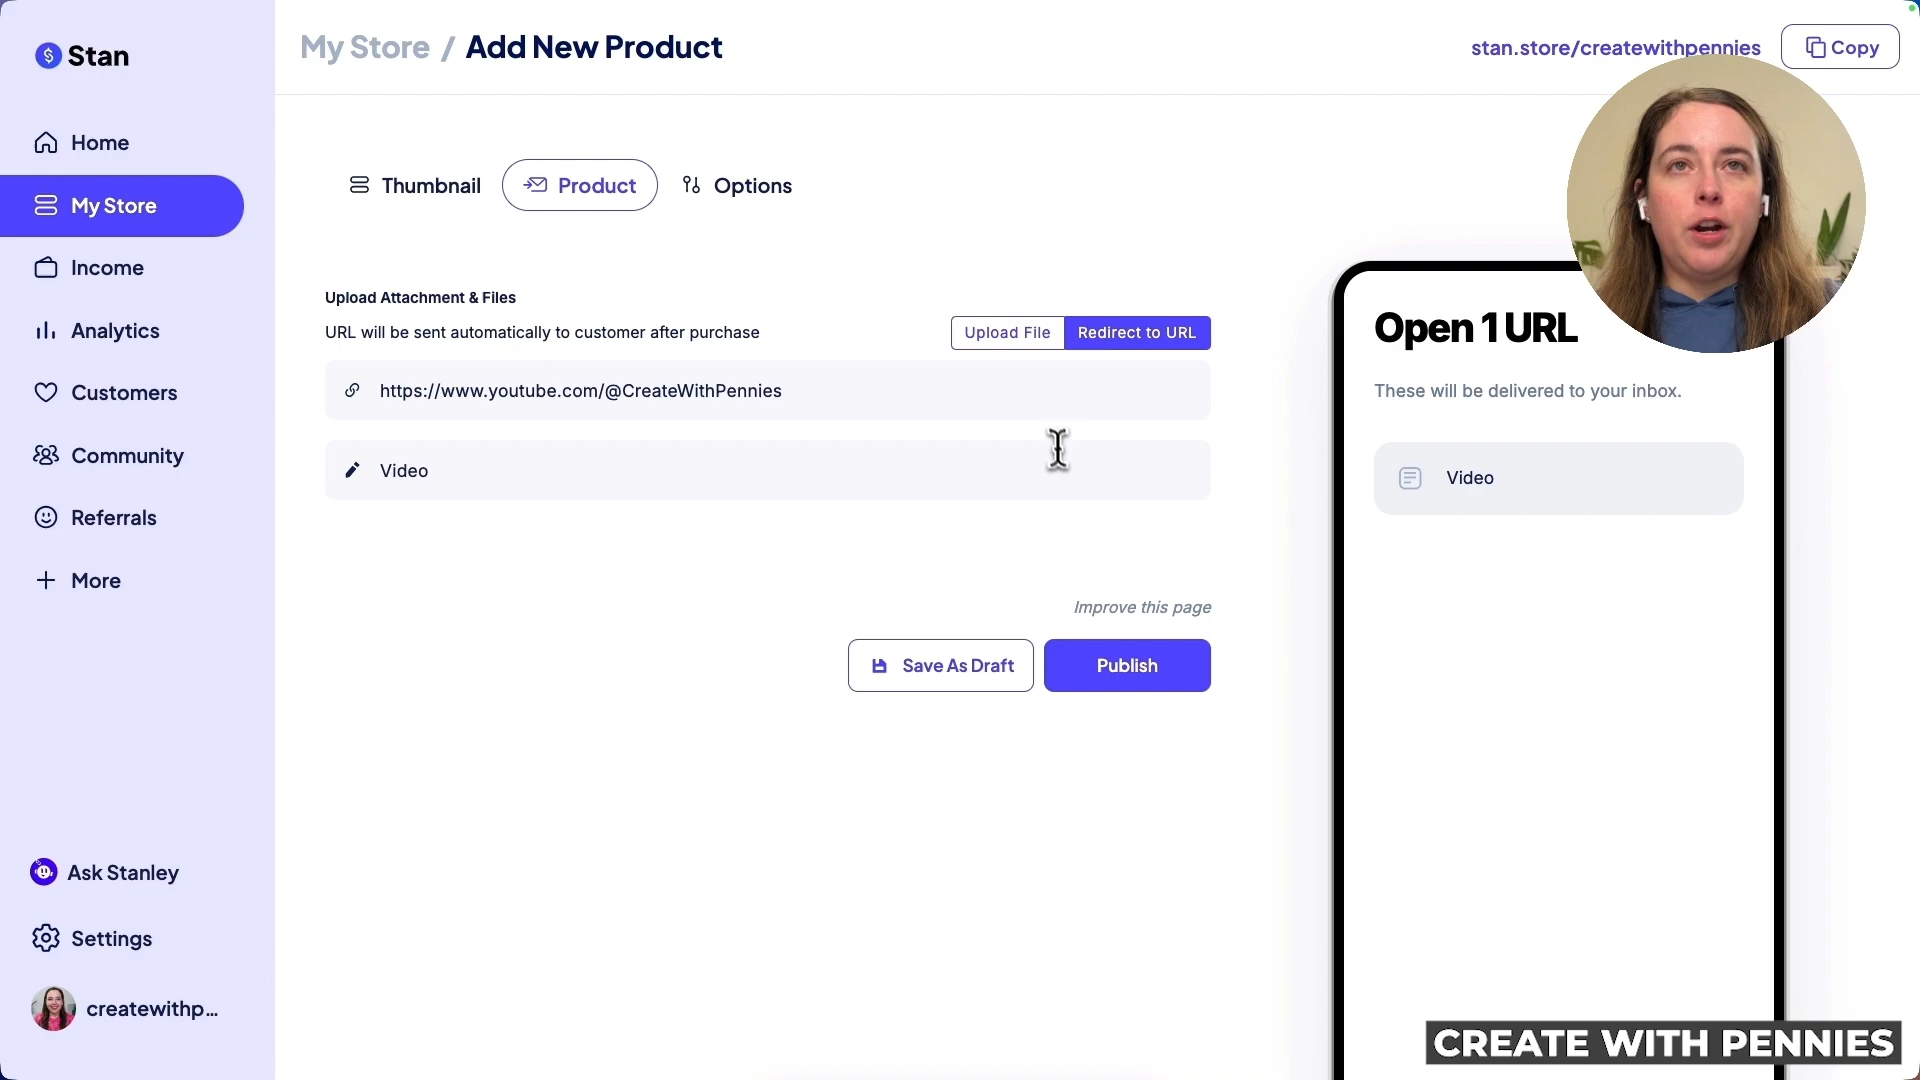 Stan
My Store / Add New Product
stan.store/createwithpennies
Copy
Home
My Store
Income
Analytics
Customers
Community
Referrals
More
Ask Stanley
Settings
createwithp...
Thumbnail
Product
Options
Upload Attachment & Files
URL will be sent automatically to customer after purchase
Upload File
Redirect to URL
https://www.youtube.com/@CreateWithPennies
Video
Improve this page
Save As Draft
Publish
Open 1 URL
These will be delivered to your inbox.
Video
CREATE WITH PENNIES